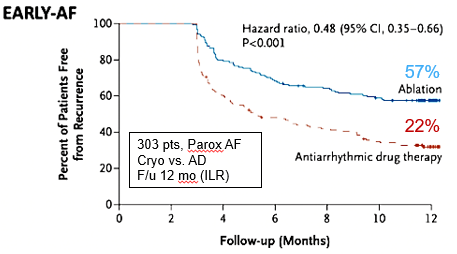 EARLY-AF
Hazard ratio, 0.48 (95% CI, 0.35–0.66)
P<0.001
Percent of Patients Free
from Recurrence
100
80
60
40
20
0
57%
Ablation
22%
Antiarrhythmic drug therapy
303 pts, Parox AF
Cryo vs. AD
F/u 12 mo (ILR)
0 2 4 6 8 10 12
Follow-up (Months)